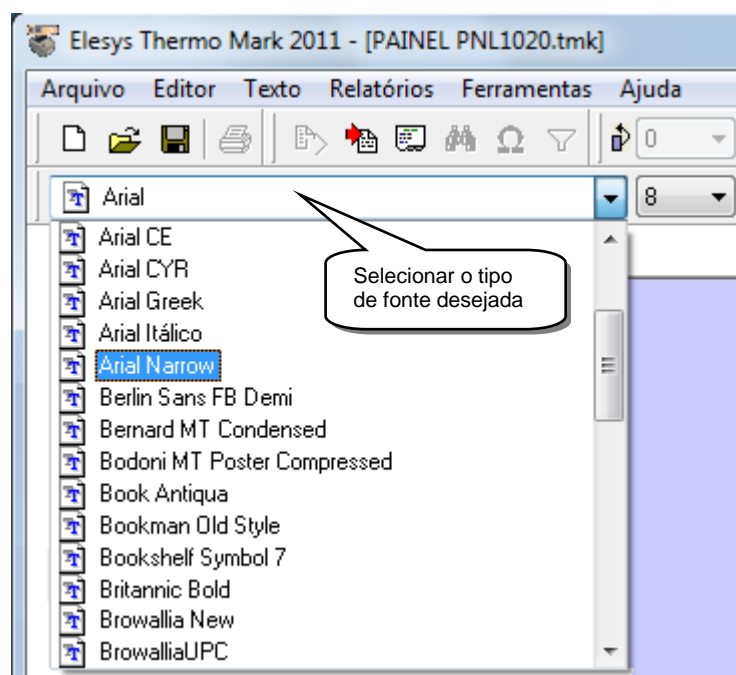 Elesys Thermo Mark 2011 - [PAINEL PNL1020.tmk]
Arquivo Editor Texto Relatórios Ferramentas Ajuda
0
Arial 8
Arial CE
Arial CYR
Arial Greek
Arial Itálico
Arial Narrow
Berlin Sans FB Demi
Bernard MT Condensed
Bodoni MT Poster Compressed
Book Antiqua
Bookman Old Style
Bookshelf Symbol 7
Britannic Bold
Browallia New
BrowalliaUPC
Selecionar o tipo
de fonte desejada